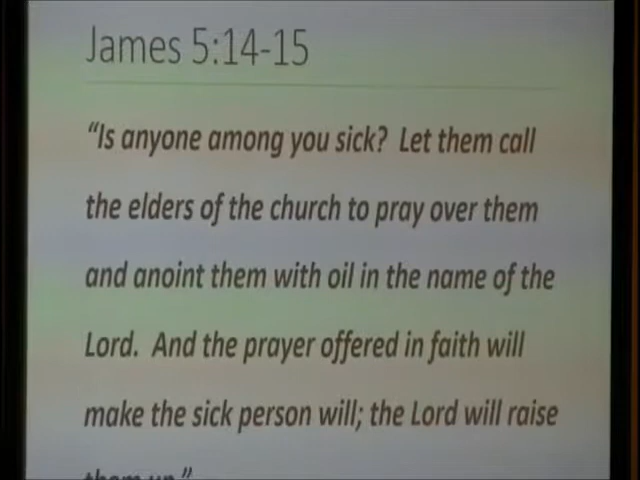 James 5:14-15
“Is anyone among you sick?  Let them call
the elders of the church to pray over them
and anoint them with oil in the name of the
Lord.  And the prayer offered in faith will
make the sick person will; the Lord will raise
them up.”